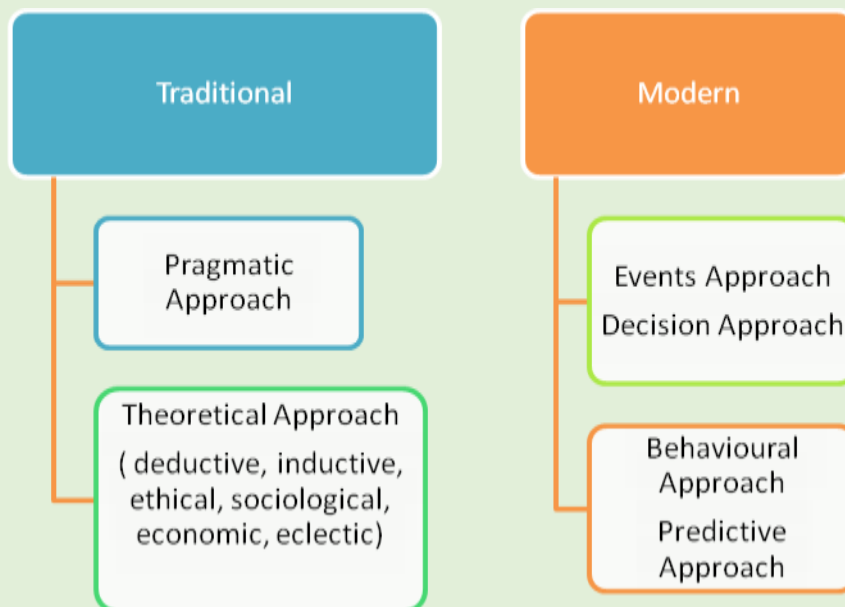 Traditional
Pragmatic
Approach
Theoretical Approach
( deductive, inductive,
ethical, sociological,
economic, eclectic)
Modern
Events Approach
Decision Approach
Behavioural
Approach
Predictive
Approach